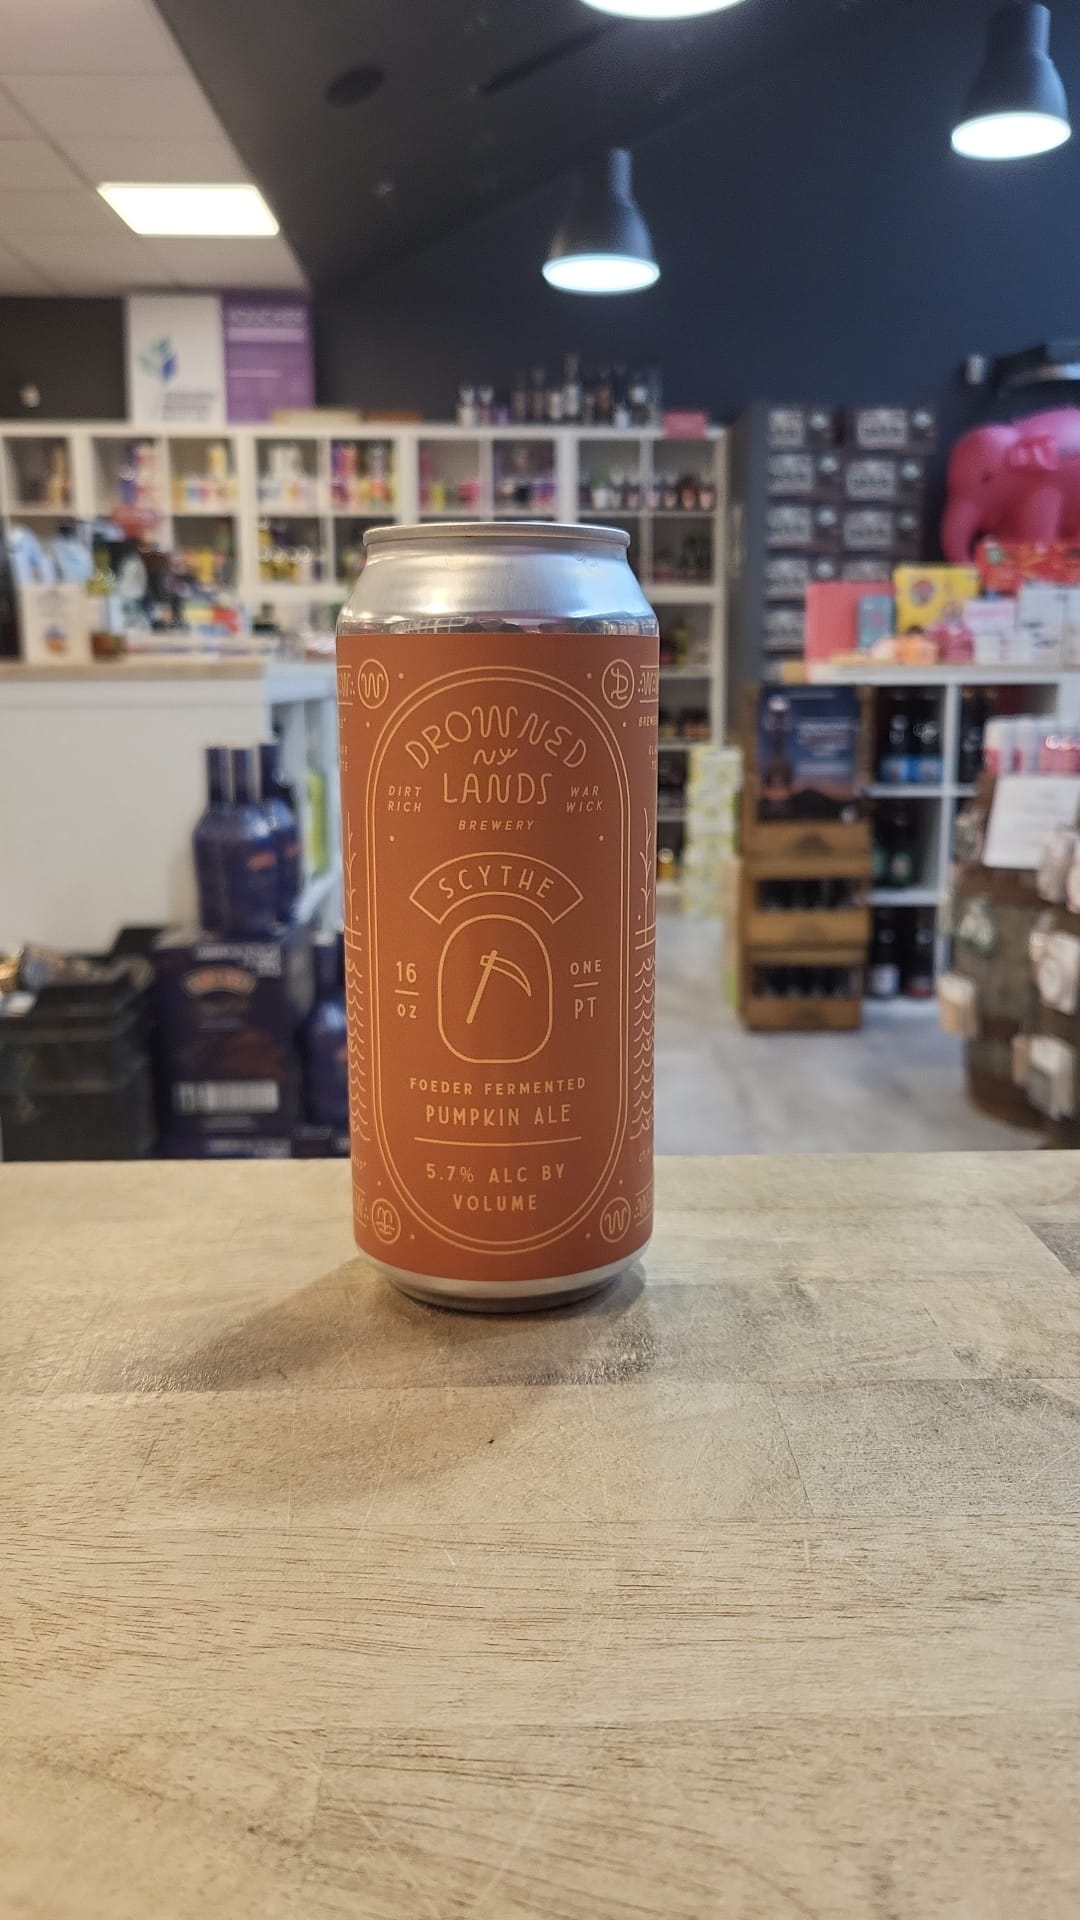 DROWNED
NY
LANDS
DIRT
RICH
WAR
WICK
BREWERY
SCYTHE
16
OZ
ONE
PT
FOEDER FERMENTED
PUMPKIN ALE
5.7% ALC BY
VOLUME